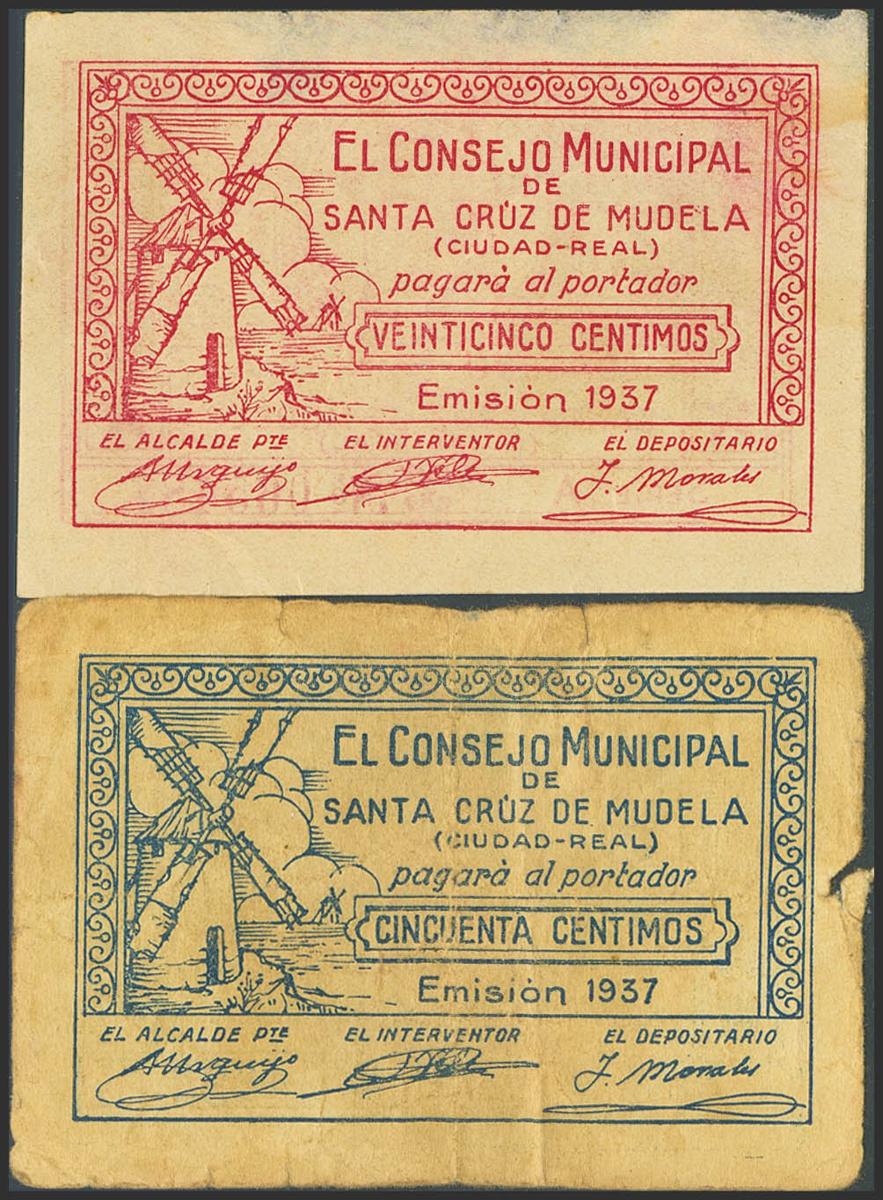 EL CONSEJO MUNICIPAL
DE
SANTA CRÚZ DE MUDELA
(CIUDAD-REAL)
pagarà al portador
VEINTICINCO CENTIMOS
Emisiòn 1937
EL ALCALDE PTE EL INTERVENTOR EL DEPOSITARIO
J. Morales
EL CONSEJO MUNICIPAL
DE
SANTA CRÚZ DE MUDELA
(CIUDAD-REAL)
pagarà al portador
CINCUENTA CENTIMOS
Emisiòn 1937
EL ALCALDE PTE EL INTERVENTOR EL DEPOSITARIO
J. Morales